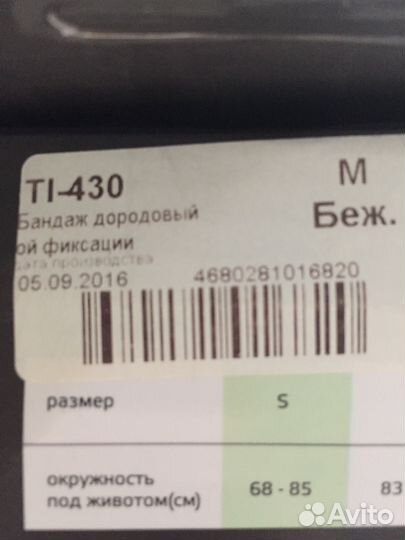 TI-430
M
Бандаж дородовый
Беж.
ой фиксации
дата производства
05.09.2016
4680281016820
размер S
окружность
под животом(см) 68 - 85 83
Avito